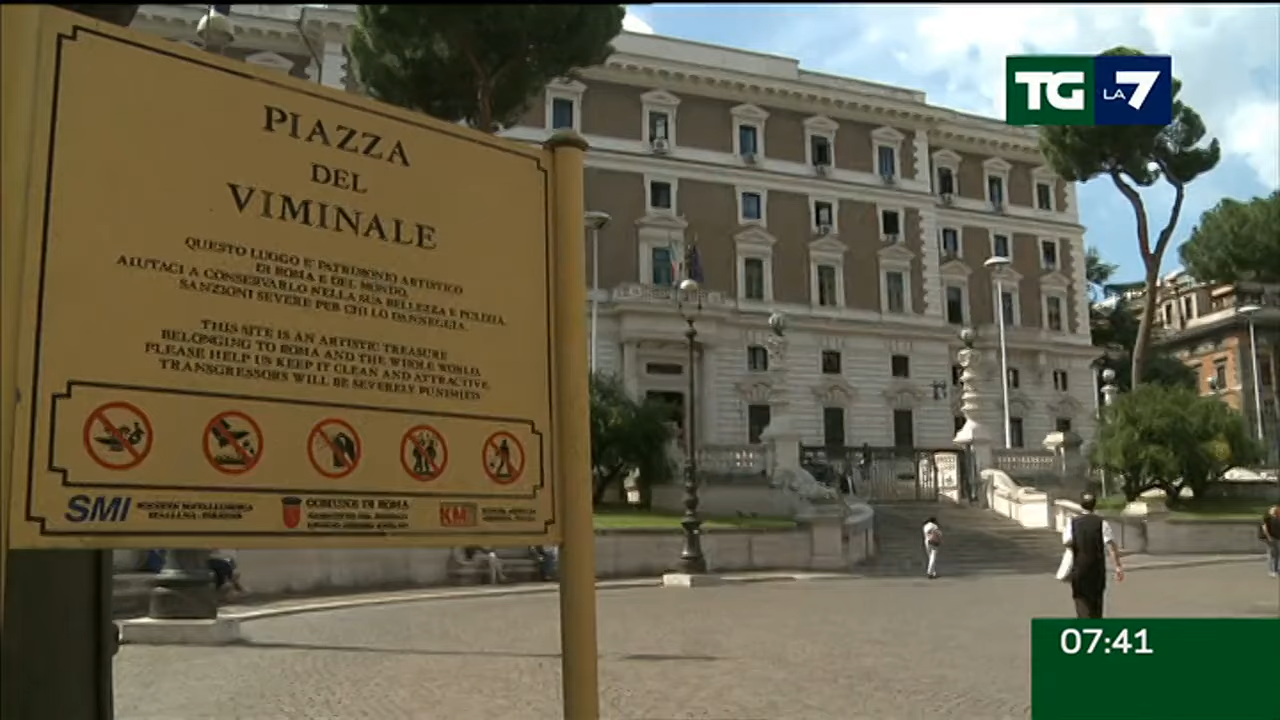 PIAZZA
DEL
VIMINALE
QUESTO LUOGO E' PATRIMONIO ARTISTICO
DI ROMA E DEL MONDO.
AIUTACI A CONSERVARLO NELLA SUA BELLEZZA E PULIZIA.
SANZIONI SEVERE PER CHI LO DANNEGGIA.
THIS SITE IS AN ARTISTIC TREASURE
BELONGING TO ROMA AND THE WHOLE WORLD.
PLEASE HELP US KEEP IT CLEAN AND ATTRACTIVE.
TRANSGRESSORS WILL BE SEVERELY PUNISHED
SMI
COMUNE DI ROMA
TG LA 7
07:41